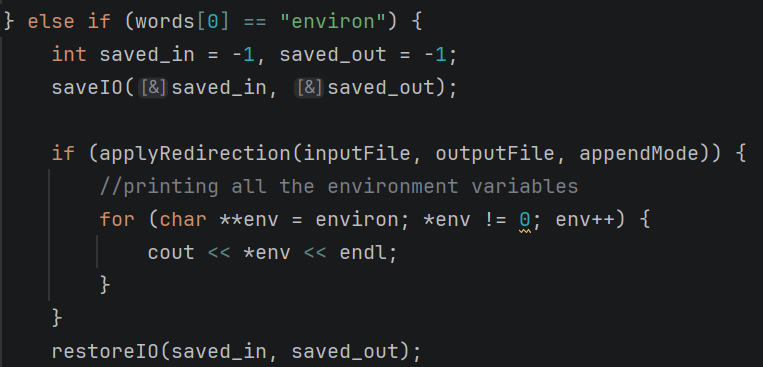 } else if (words[0] == "environ") {
    int saved_in = -1, saved_out = -1;
    saveIO([&]saved_in, [&]saved_out);

    if (applyRedirection(inputFile, outputFile, appendMode)) {
        //printing all the environment variables
        for (char **env = environ; *env != 0; env++) {
            cout << *env << endl;
        }
    }
    restoreIO(saved_in, saved_out);